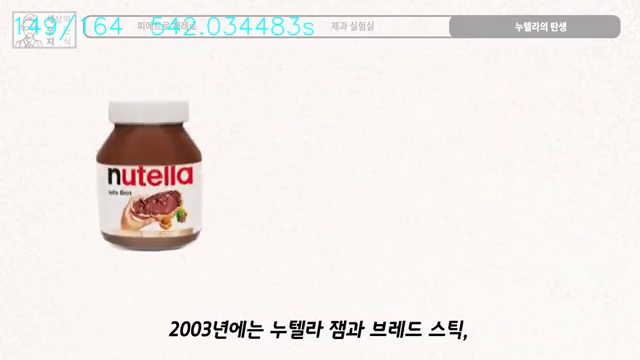 149/164 542.034483s
제과 실험실
누텔라의 탄생
nutella
2003년에는 누텔라 잼과 브레드 스틱,